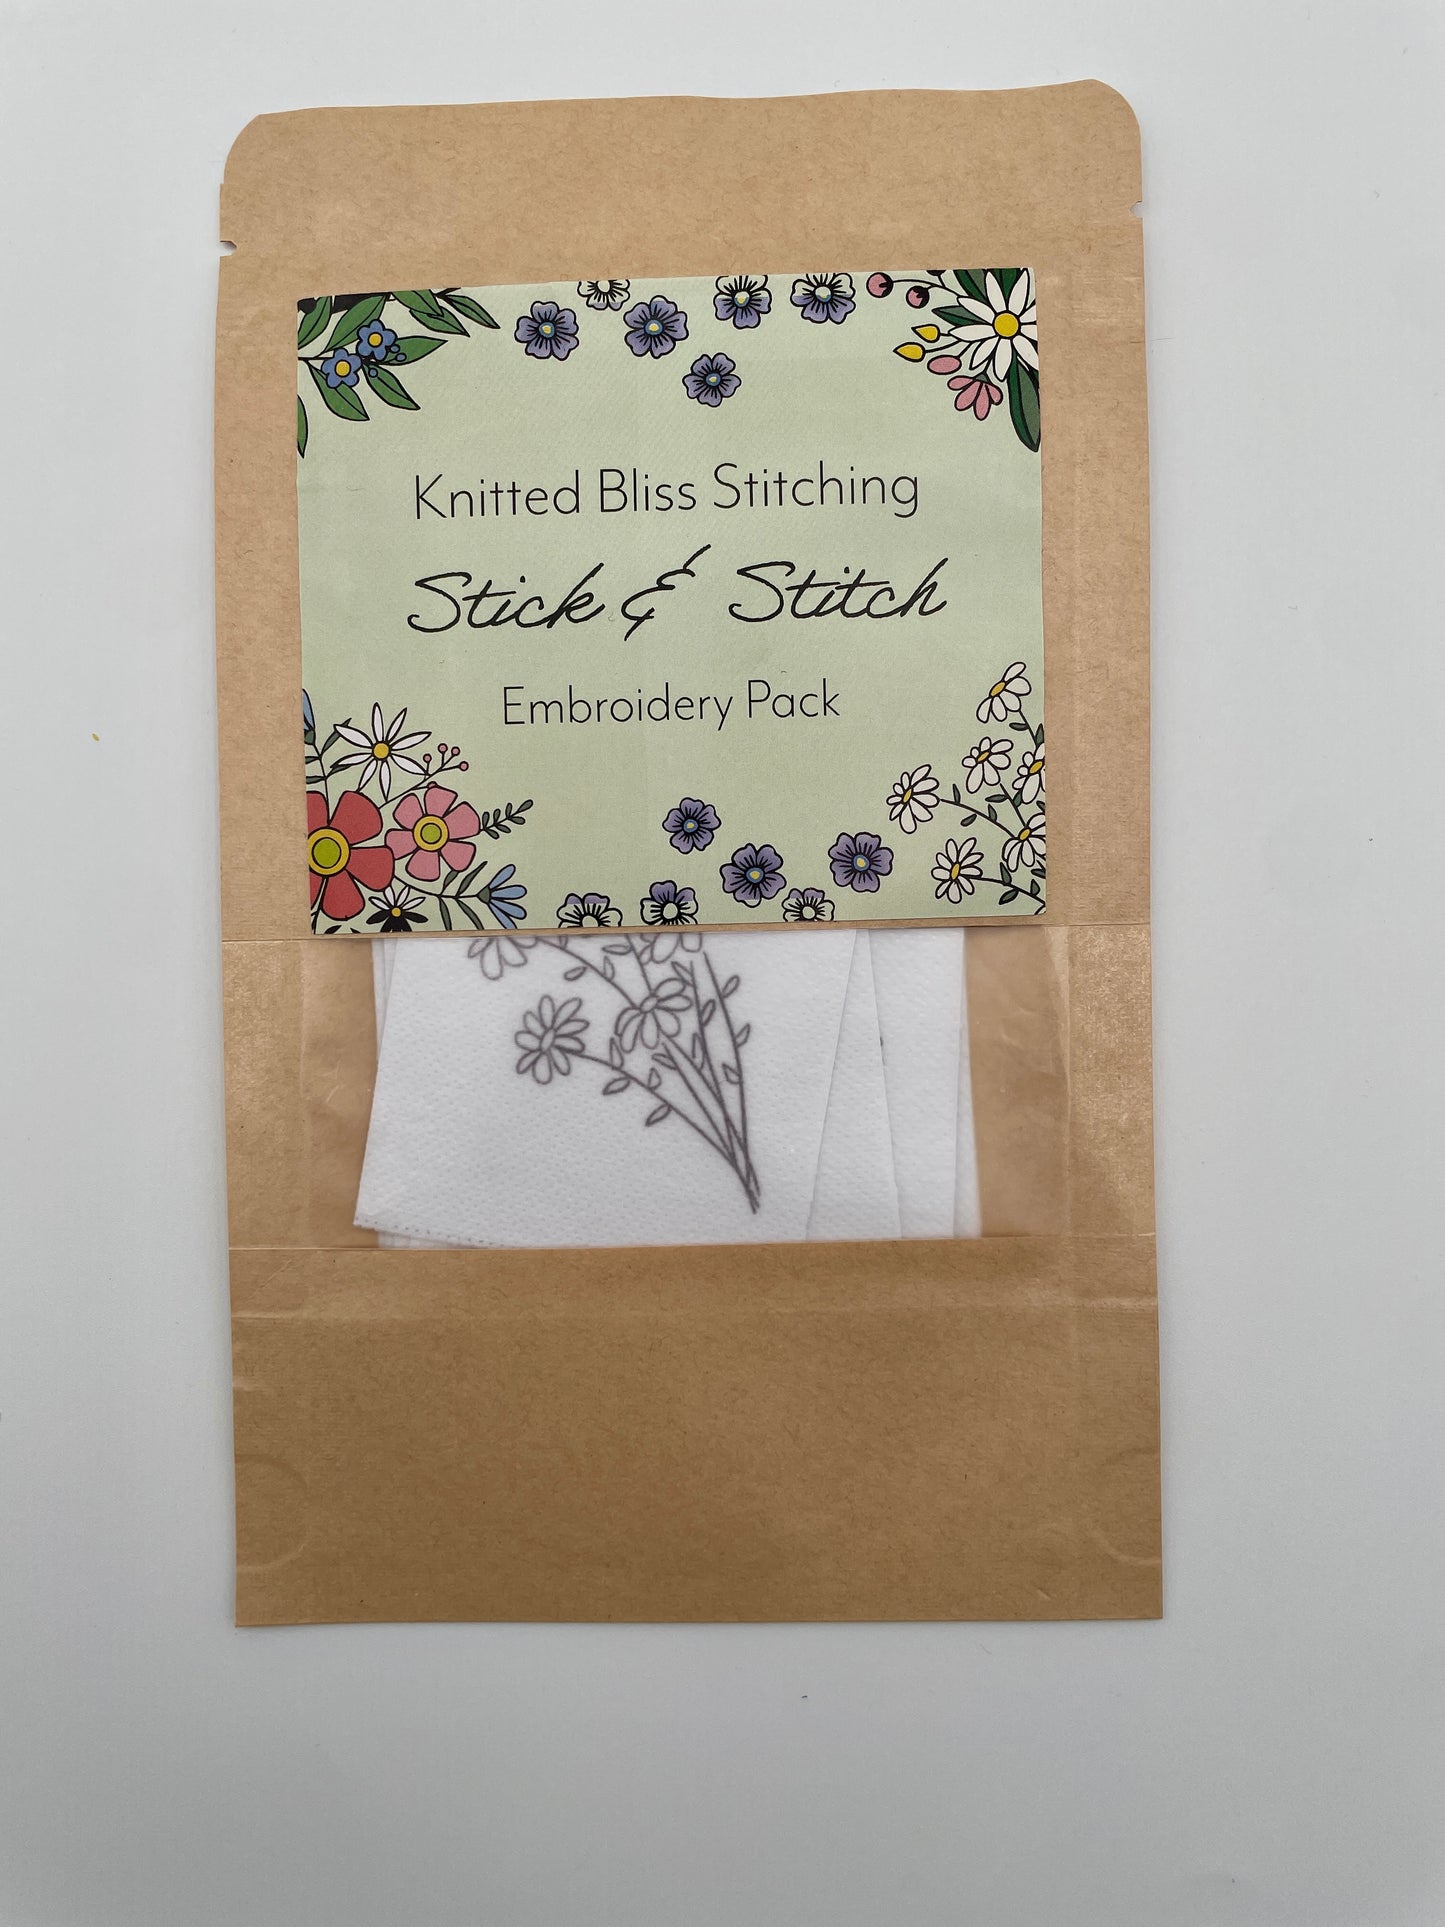 Knitted Bliss Stitching
Stick & Stitch
Embroidery Pack